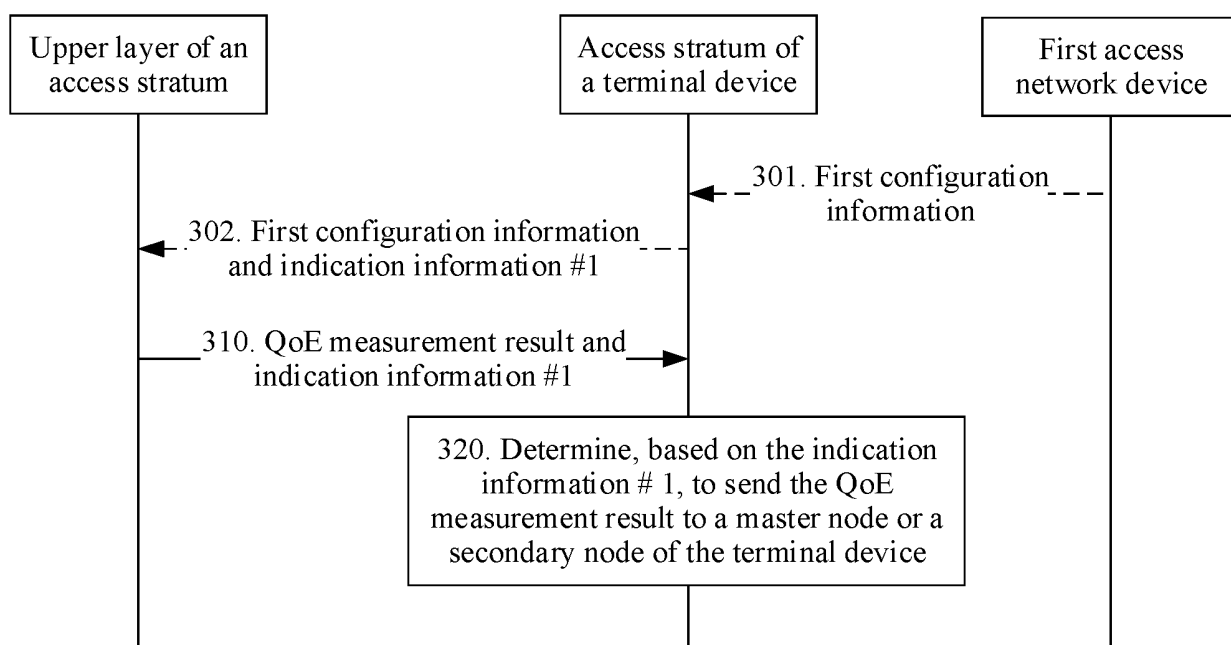 Upper layer of an
access stratum
Access stratum of
a terminal device
First access
network device
301. First configuration
information
302. First configuration information
and indication information #1
310. QoE measurement result and
indication information #1
320. Determine, based on the indication
information # 1, to send the QoE
measurement result to a master node or a
secondary node of the terminal device